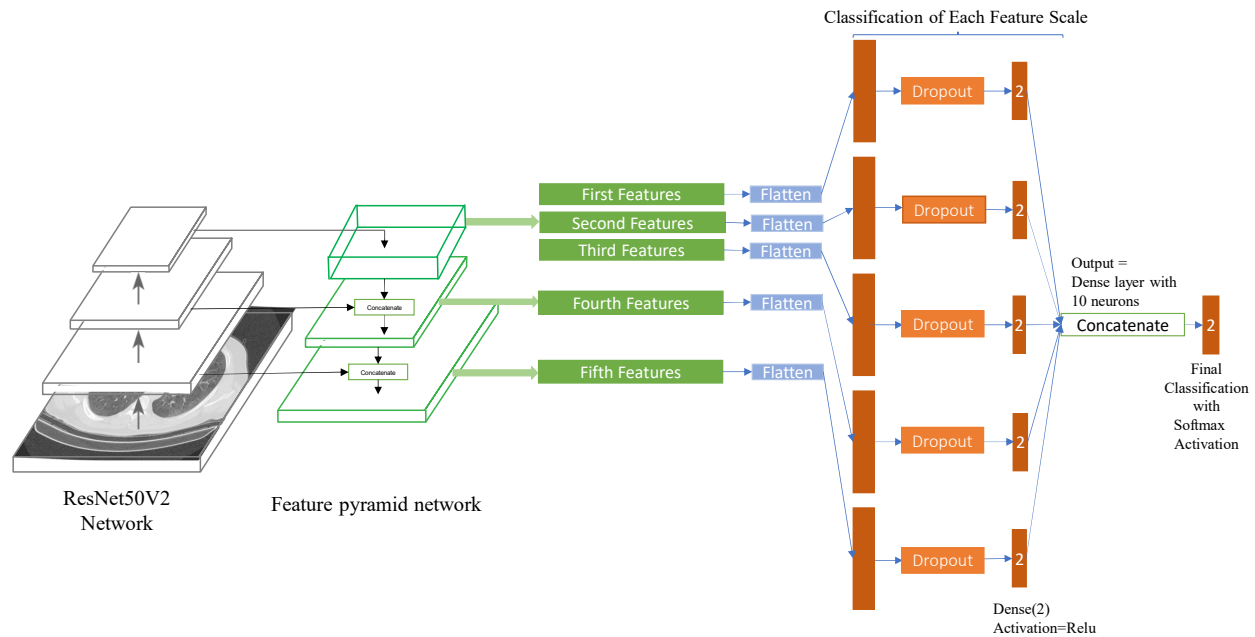 Classification of Each Feature Scale
Dropout
2
First Features
Flatten
Second Features
Flatten
Dropout
2
Third Features
Flatten
Output =
Dense layer with
10 neurons
Concatenate
Fourth Features
Flatten
Dropout
2
Concatenate
2
Concatenate
Fifth Features
Flatten
Final
Classification
with
Softmax
Activation
Dropout
2
ResNet50V2
Network
Feature pyramid network
Dropout
2
Dense(2)
Activation=Relu